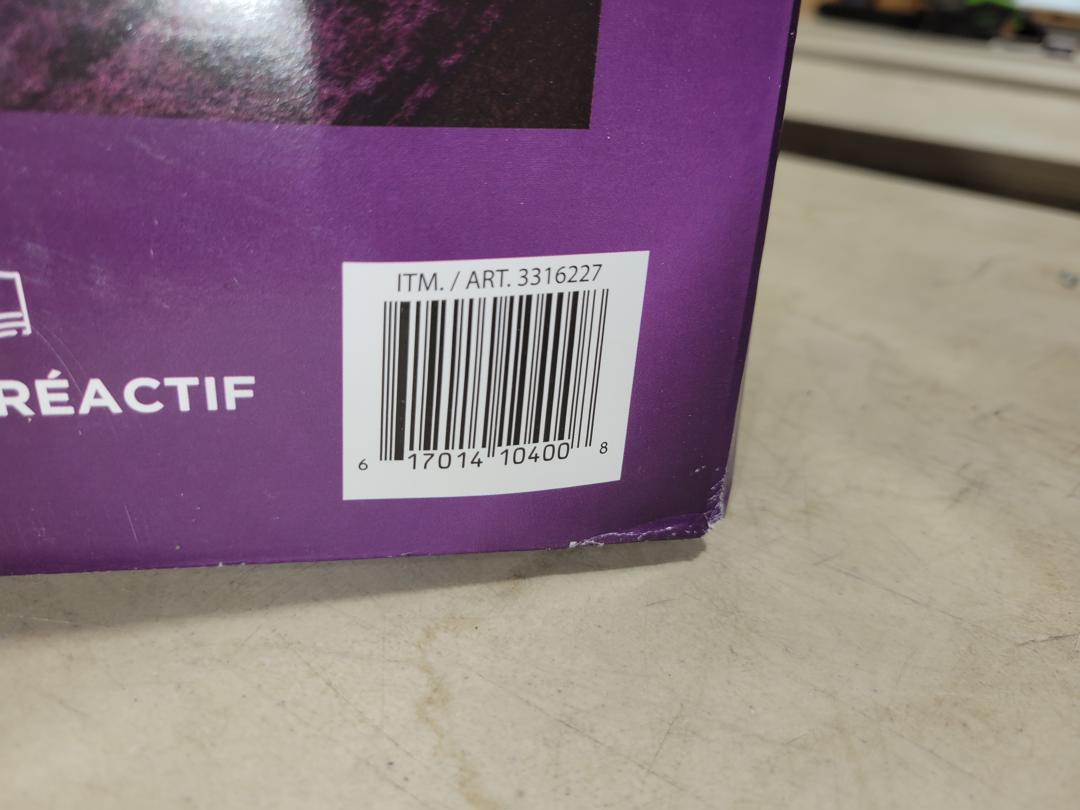 ITM. / ART. 3316227
RÉACTIF
6 17014 10400 8